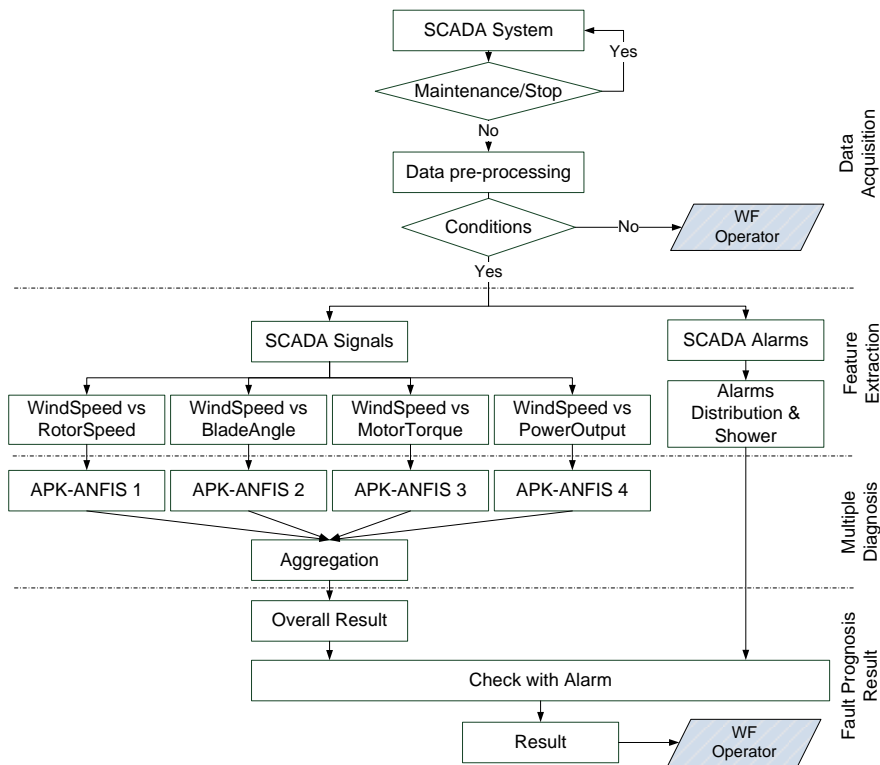 SCADA System
Yes
Maintenance/Stop
No
Data pre-processing
Conditions
No
WF
Operator
Yes
Data
Acquisition
SCADA Signals
SCADA Alarms
WindSpeed vs
RotorSpeed
WindSpeed vs
BladeAngle
WindSpeed vs
MotorTorque
WindSpeed vs
PowerOutput
Alarms
Distribution &
Shower
Feature
Extraction
APK-ANFIS 1
APK-ANFIS 2
APK-ANFIS 3
APK-ANFIS 4
Aggregation
Multiple
Diagnosis
Overall Result
Check with Alarm
Result
WF
Operator
Fault Prognosis
Result